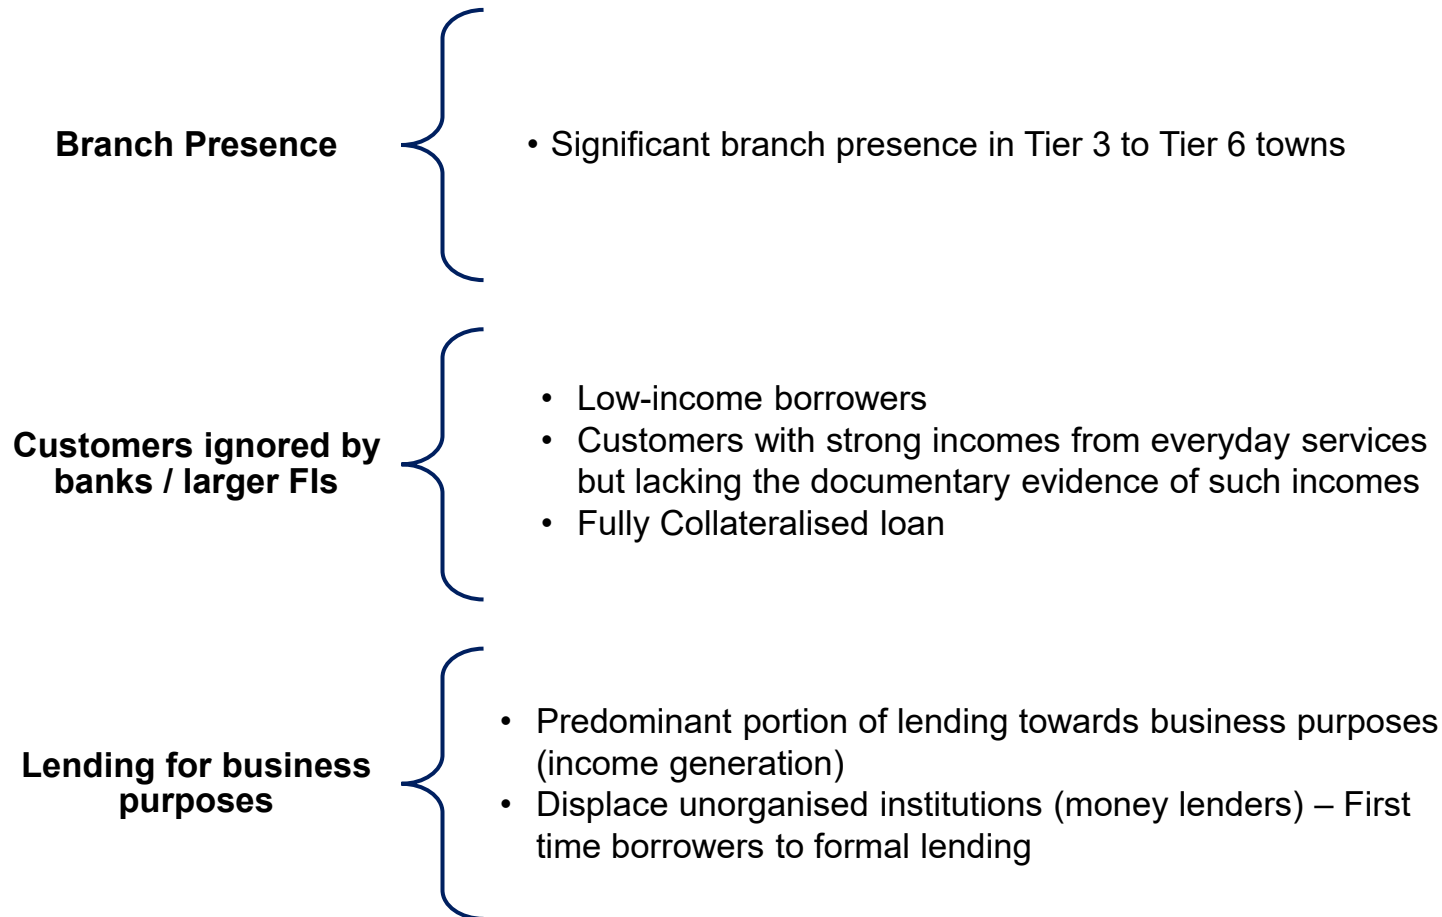 Branch Presence
• Significant branch presence in Tier 3 to Tier 6 towns
Customers ignored by
banks / larger FIs
• Low-income borrowers
• Customers with strong incomes from everyday services
but lacking the documentary evidence of such incomes
• Fully Collateralised loan
Lending for business
purposes
• Predominant portion of lending towards business purposes
(income generation)
• Displace unorganised institutions (money lenders) – First
time borrowers to formal lending